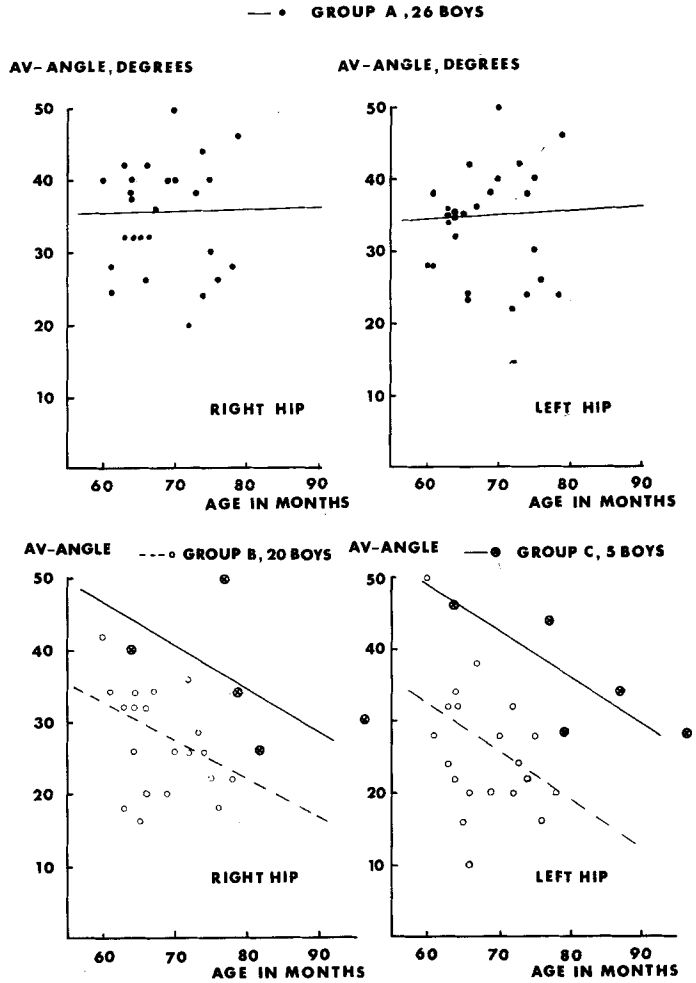 — • GROUP A , 26 BOYS
AV-ANGLE, DEGREES
50
40
30
20
10
RIGHT HIP
60 70 80 90
AGE IN MONTHS
AV-ANGLE, DEGREES
50
40
30
20
10
LEFT HIP
60 70 80 90
AGE IN MONTHS
AV-ANGLE
---o GROUP B, 20 BOYS
50
40
30
20
10
RIGHT HIP
60 70 80 90
AGE IN MONTHS
AV-ANGLE
—⊗ GROUP C, 5 BOYS
50
40
20
10
LEFT HIP
60 70 80 90
AGE IN MONTHS